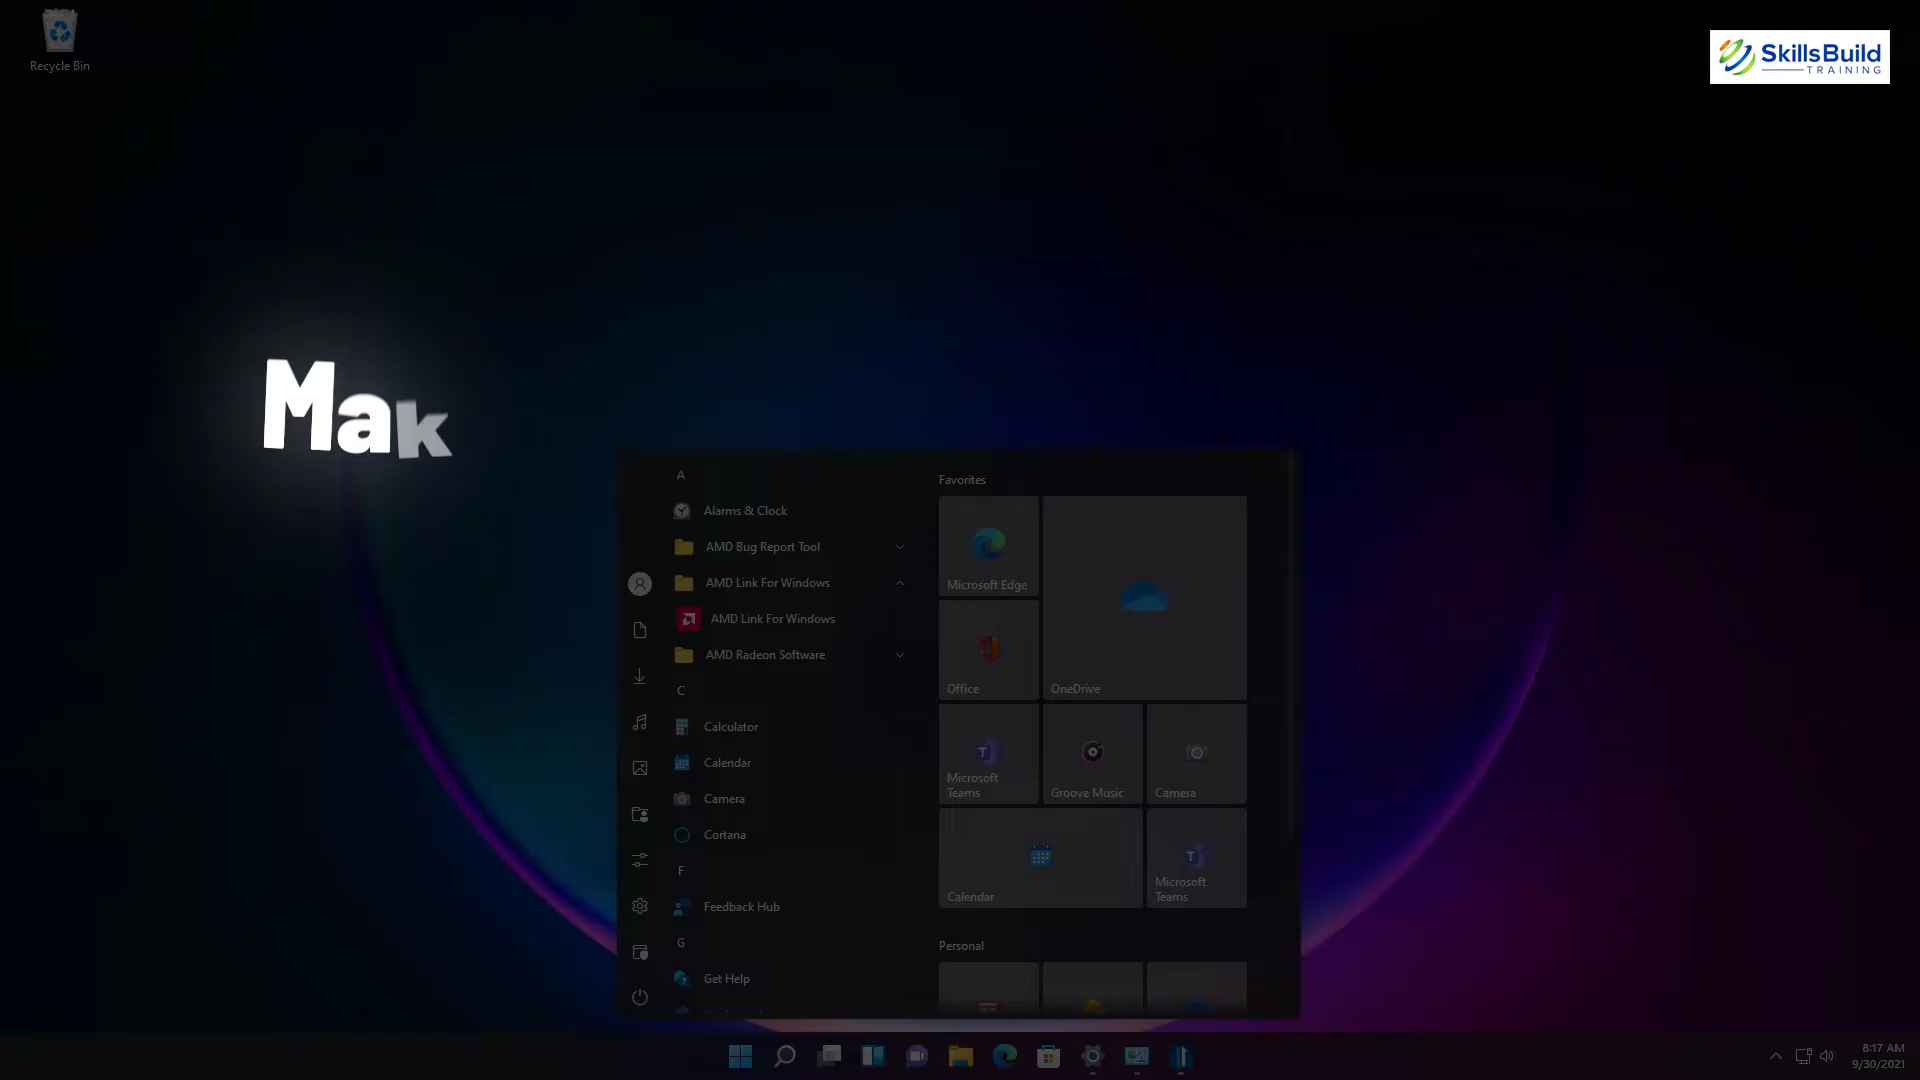 Recycle Bin
SkillsBuild
TRAINING
Mak
A
Alarms & Clock
AMD Bug Report Tool
AMD Link For Windows
AMD Link For Windows
AMD Radeon Software
C
Calculator
Calendar
Camera
Cortana
F
Feedback Hub
G
Get Help
Favorites
Microsoft Edge
OneDrive
Office
Microsoft
Teams
Groove Music
Camera
Calendar
Microsoft
Teams
Personal
8:17 AM
9/30/2021